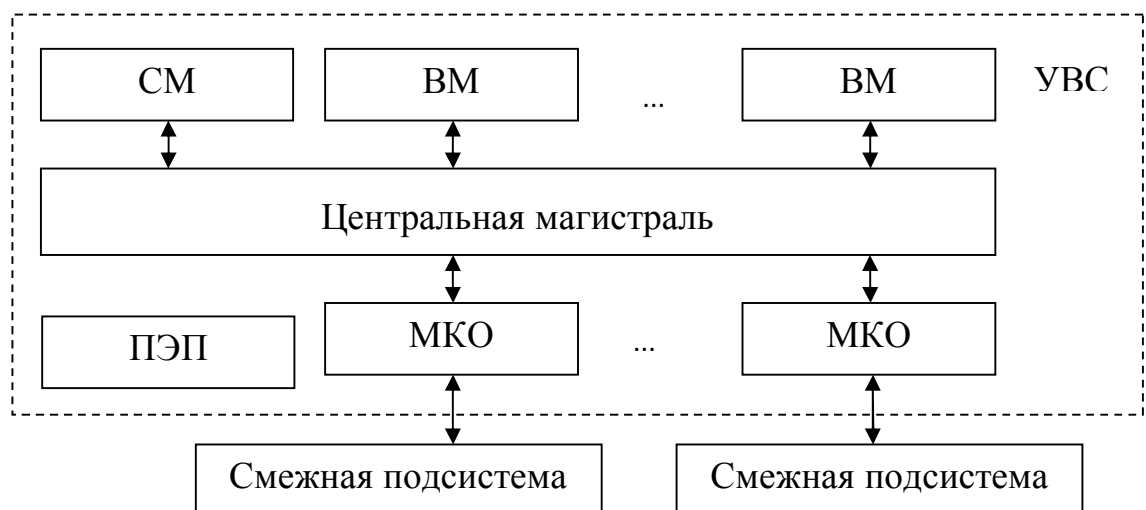 СМ
ВМ
...
ВМ
УВС
Центральная магистраль
ПЭП
МКО
...
МКО
Смежная подсистема
Смежная подсистема